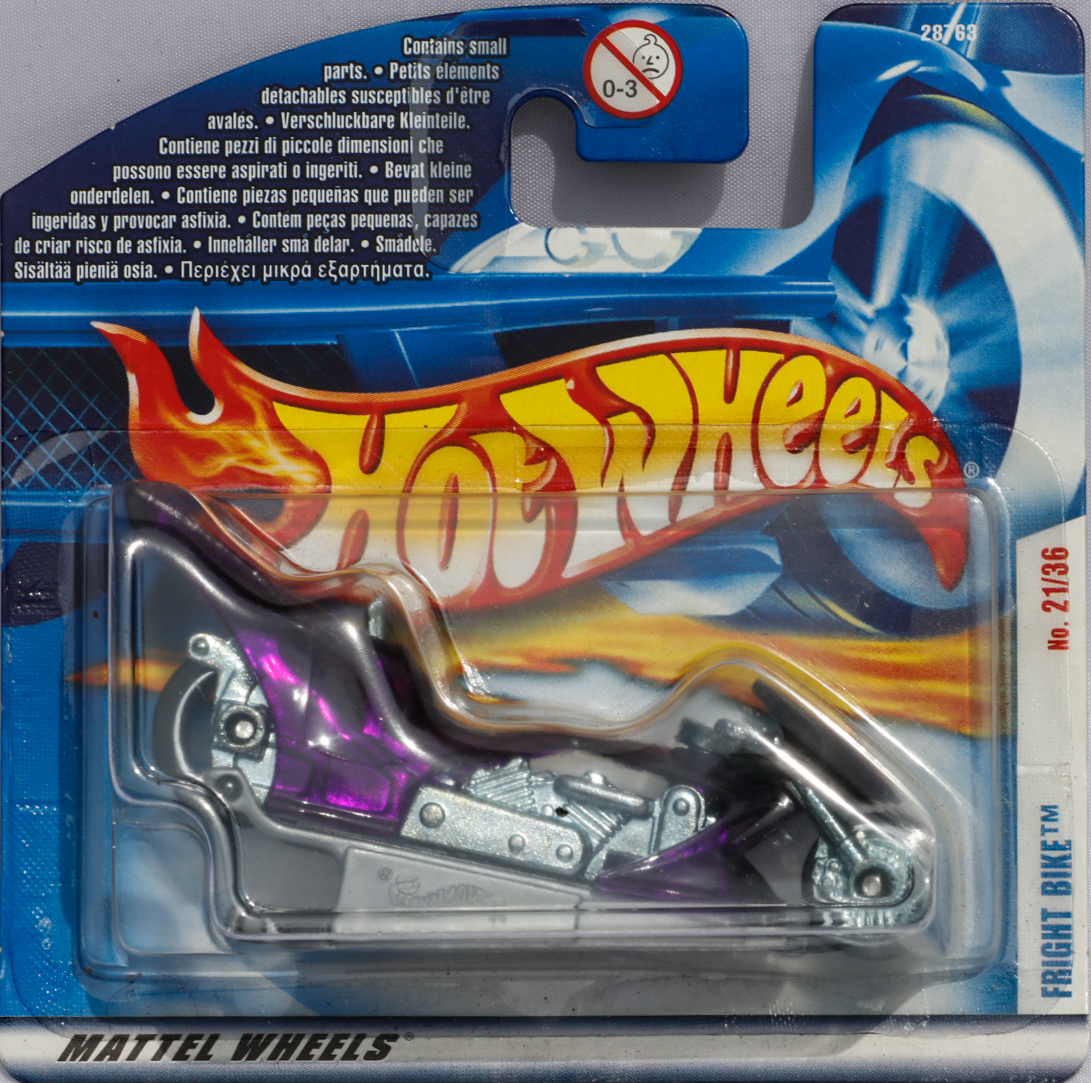 28763
Contains small
parts. • Petits éléments
détachables susceptibles d'être
avalés. • Verschluckbare Kleinteile.
Contiene pezzi di piccole dimensioni che
possono essere aspirati o ingeriti. • Bevat kleine
onderdelen. • Contiene piezas pequeñas que pueden ser
ingeridas y provocar asfixia. • Contém peças pequenas, capazes
de criar risco de asfixia. • Innehåller små delar. • Smådele.
Sisältää pieniä osia. • Περιέχει μικρά εξαρτήματα.
0-3
HOT WHEELS®
No. 21/36
FRIGHT BIKE™
MATTEL WHEELS®